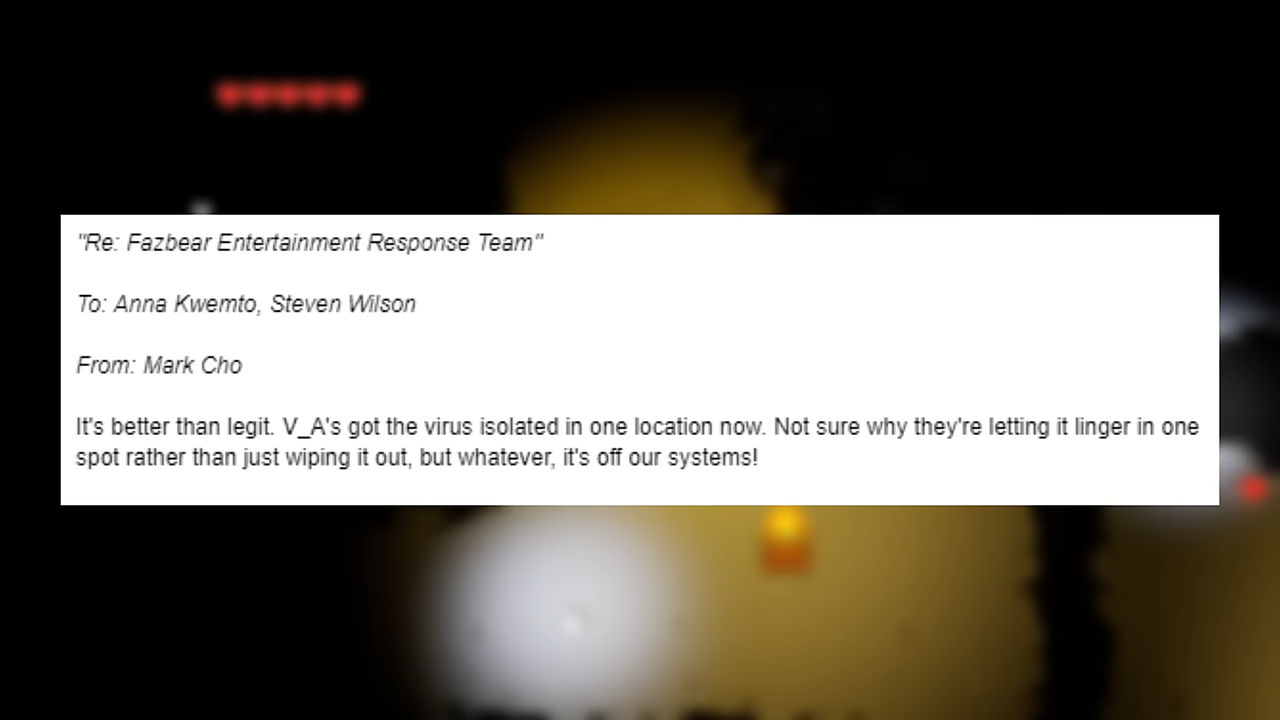 "Re: Fazbear Entertainment Response Team"
To: Anna Kwemto, Steven Wilson
From: Mark Cho
It's better than legit. V_A's got the virus isolated in one location now. Not sure why they're letting it linger in one
spot rather than just wiping it out, but whatever, it's off our systems!